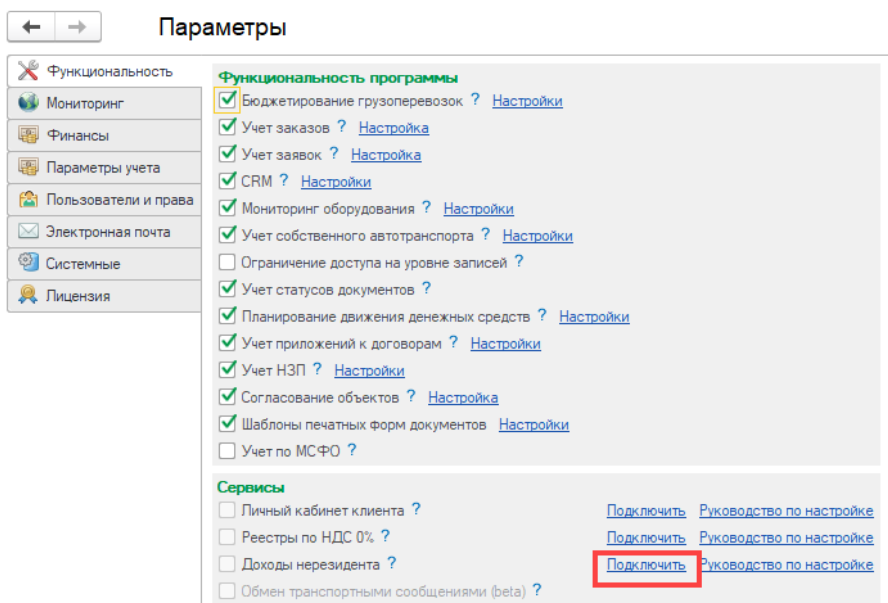 Параметры
Функциональность
Мониторинг
Финансы
Параметры учета
Пользователи и права
Электронная почта
Системные
Лицензия
Функциональность программы
Бюджетирование грузоперевозок ? Настройки
Учет заказов ? Настройка
Учет заявок ? Настройка
CRM ? Настройки
Мониторинг оборудования ? Настройки
Учет собственного автотранспорта ? Настройки
Ограничение доступа на уровне записей ?
Учет статусов документов ?
Планирование движения денежных средств ? Настройки
Учет приложений к договорам ? Настройки
Учет НЗП ? Настройки
Согласование объектов ? Настройка
Шаблоны печатных форм документов Настройки
Учет по МСФО ?
Сервисы
Личный кабинет клиента ? Подключить Руководство по настройке
Реестры по НДС 0% ? Подключить Руководство по настройке
Доходы нерезидента ? Подключить Руководство по настройке
Обмен транспортными сообщениями (beta) ?